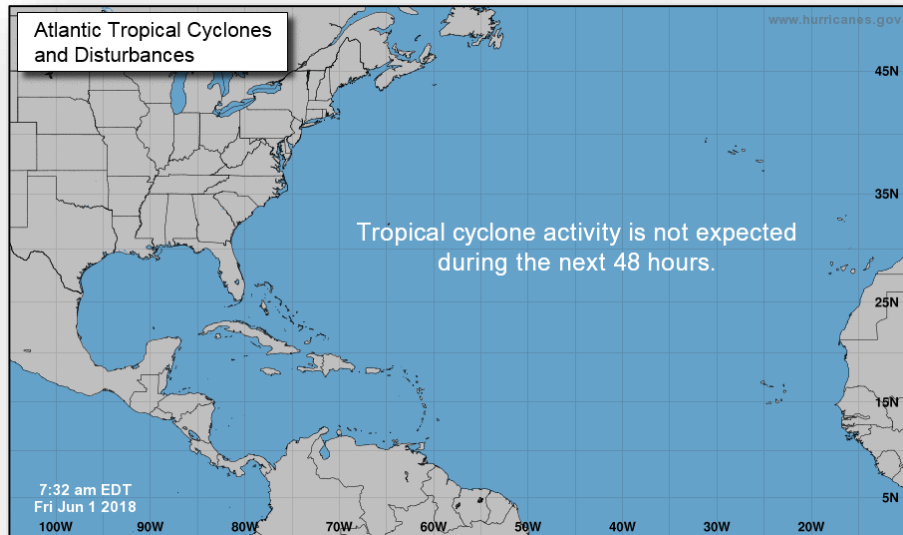 Atlantic Tropical Cyclones
and Disturbances
www.hurricanes.gov
45N
35N
Tropical cyclone activity is not expected
during the next 48 hours.
25N
15N
7:32 am EDT
Fri Jun 1 2018
5N
100W 90W 80W 70W 60W 50W 40W 30W 20W